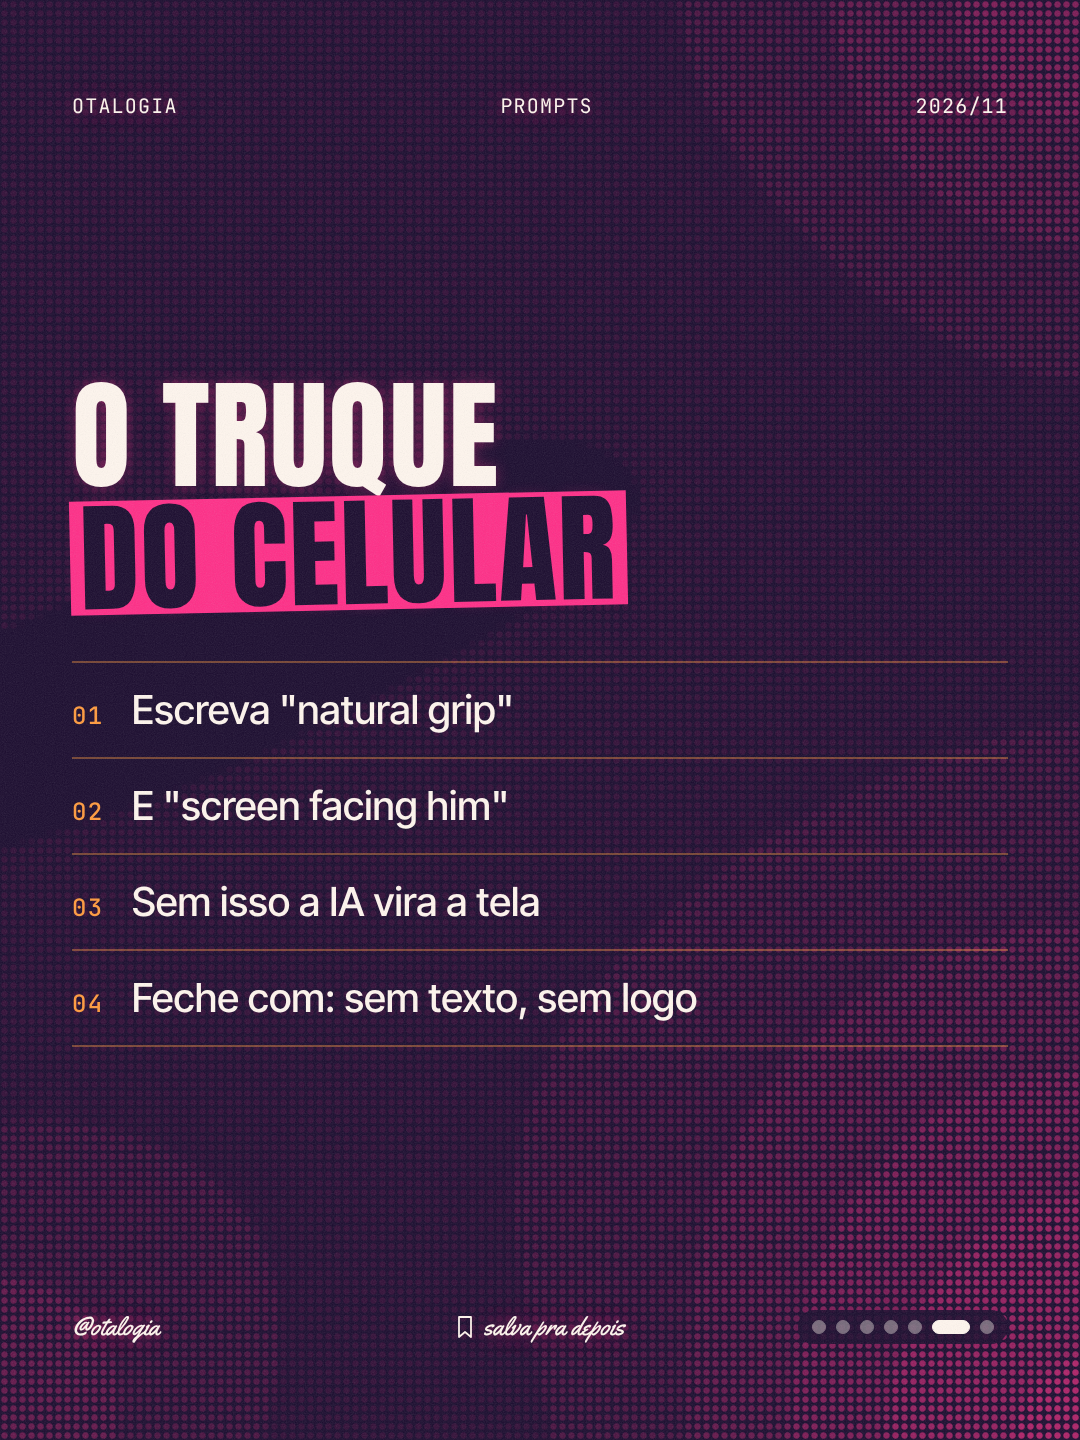 OTALOGIA
PROMPTS
2026/11
O TRUQUE
DO CELULAR
01 Escreva "natural grip"
02 E "screen facing him"
03 Sem isso a IA vira a tela
04 Feche com: sem texto, sem logo
@otalogia
salva pra depois